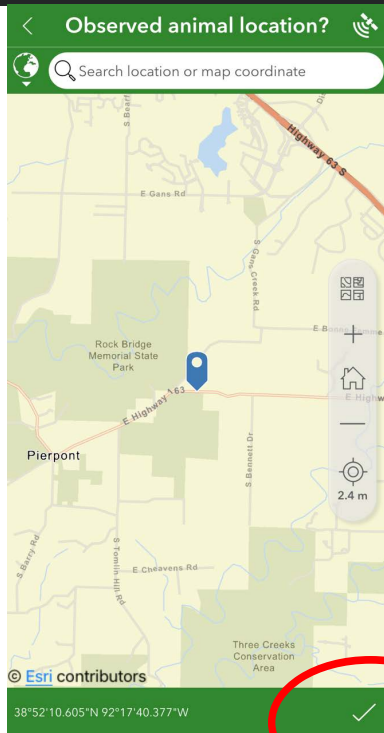 Observed animal location?
Search location or map coordinate
S Bearf
Highway 63 S
E Gans Rd
S Gans Creek Rd
Rock Bridge
Memorial State
Park
E High
E Highway 163
Pierpont
S Bennett Dr
2.4 m
S Barry Rd
S Tomlin Hill Rd
E Cheavens Rd
Three Creeks
Conservation
Area
© Esri contributors
38°52'10.605"N 92°17'40.377"W